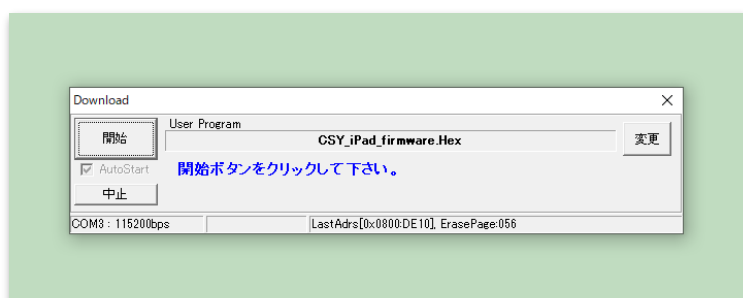 Download
User Program
開始
CSY_iPad_firmware.Hex
変更
AutoStart
開始ボタンをクリックして下さい。
中止
COM3 : 115200bps
LastAdrs[0x0800:DE10], ErasePage:056